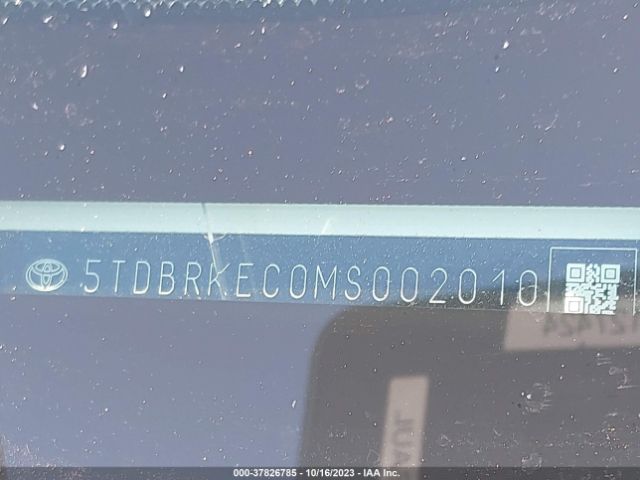 5TDBRKEC0MS002010
000-37826785 - 10/16/2023 - IAA Inc.